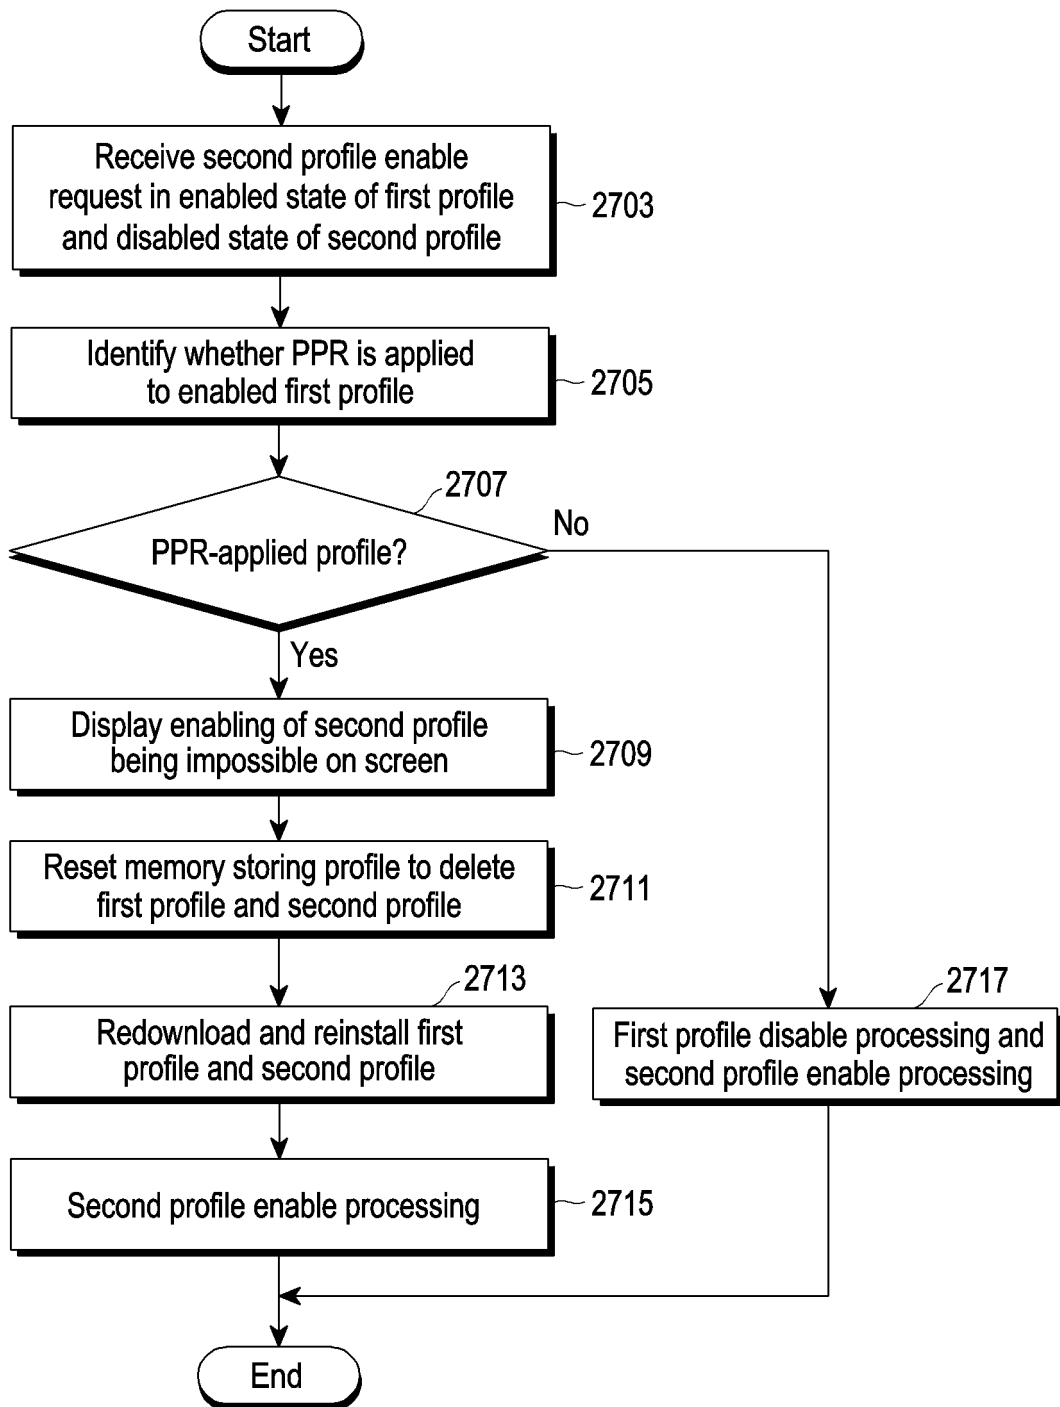 Start
Receive second profile enable
request in enabled state of first profile
and disabled state of second profile
2703
Identify whether PPR is applied
to enabled first profile
2705
2707
PPR-applied profile?
No
Yes
Display enabling of second profile
being impossible on screen
2709
Reset memory storing profile to delete
first profile and second profile
2711
2713
Redownload and reinstall first
profile and second profile
2717
First profile disable processing and
second profile enable processing
Second profile enable processing
2715
End